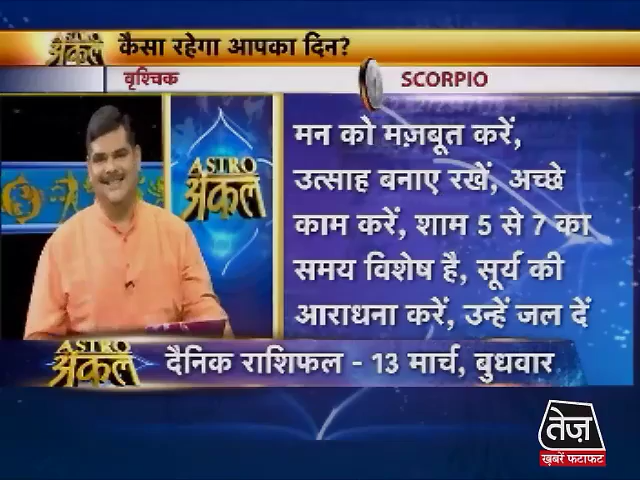 अंकल कैसा रहेगा आपका दिन?
वृश्चिक SCORPIO
ASTRO
अंकल
मन को मज़बूत करें,
उत्साह बनाए रखें, अच्छे
काम करें, शाम 5 से 7 का
समय विशेष है, सूर्य की
आराधना करें, उन्हें जल दें
ASTRO
अंकल
दैनिक राशिफल - 13 मार्च, बुधवार
तेज़
ख़बरें फटाफट